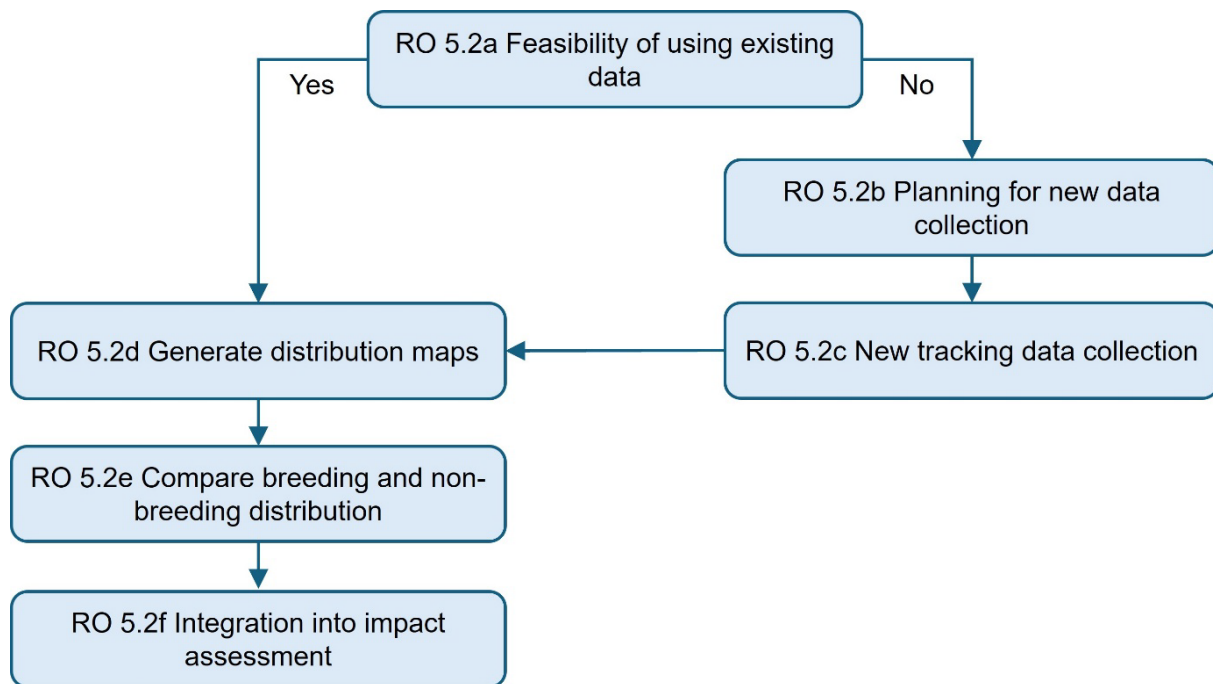 RO 5.2a Feasibility of using existing
data
Yes
No
RO 5.2b Planning for new data
collection
RO 5.2d Generate distribution maps
RO 5.2c New tracking data collection
RO 5.2e Compare breeding and non-
breeding distribution
RO 5.2f Integration into impact
assessment